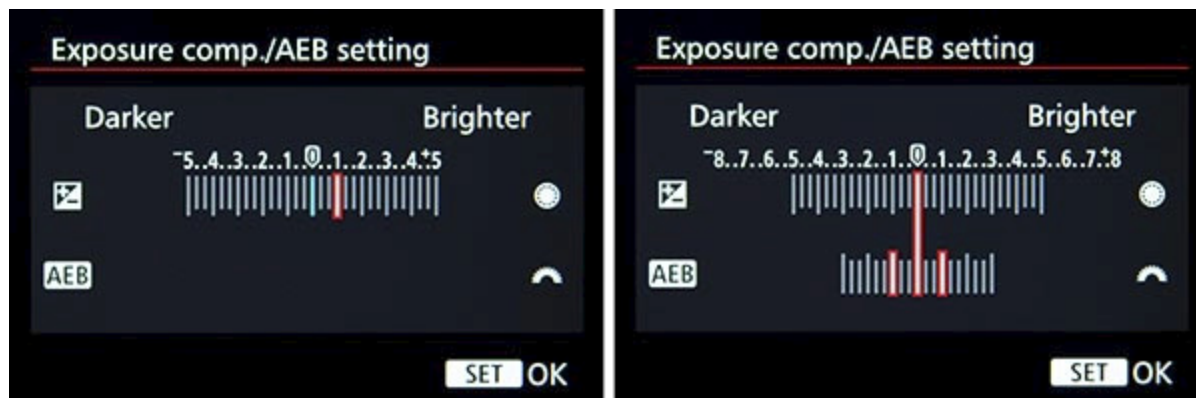 Exposure comp./AEB setting
Darker Brighter
-5..4..3..2..1..0..1..2..3..4.+5
AEB
SET OK
Exposure comp./AEB setting
Darker Brighter
-8..7..6..5..4..3..2..1..0..1..2..3..4..5..6..7.+8
AEB
SET OK